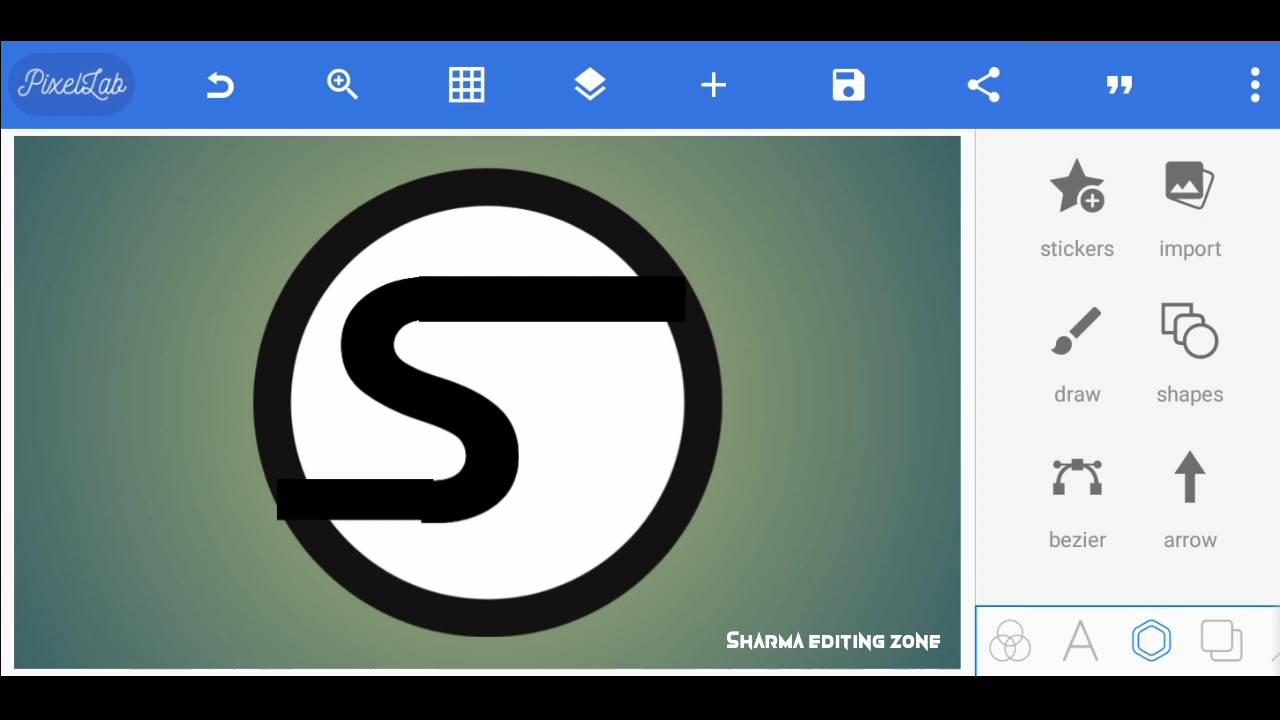 PixelLab
S
stickers import
draw shapes
bezier arrow
SHARMA EDITING ZONE